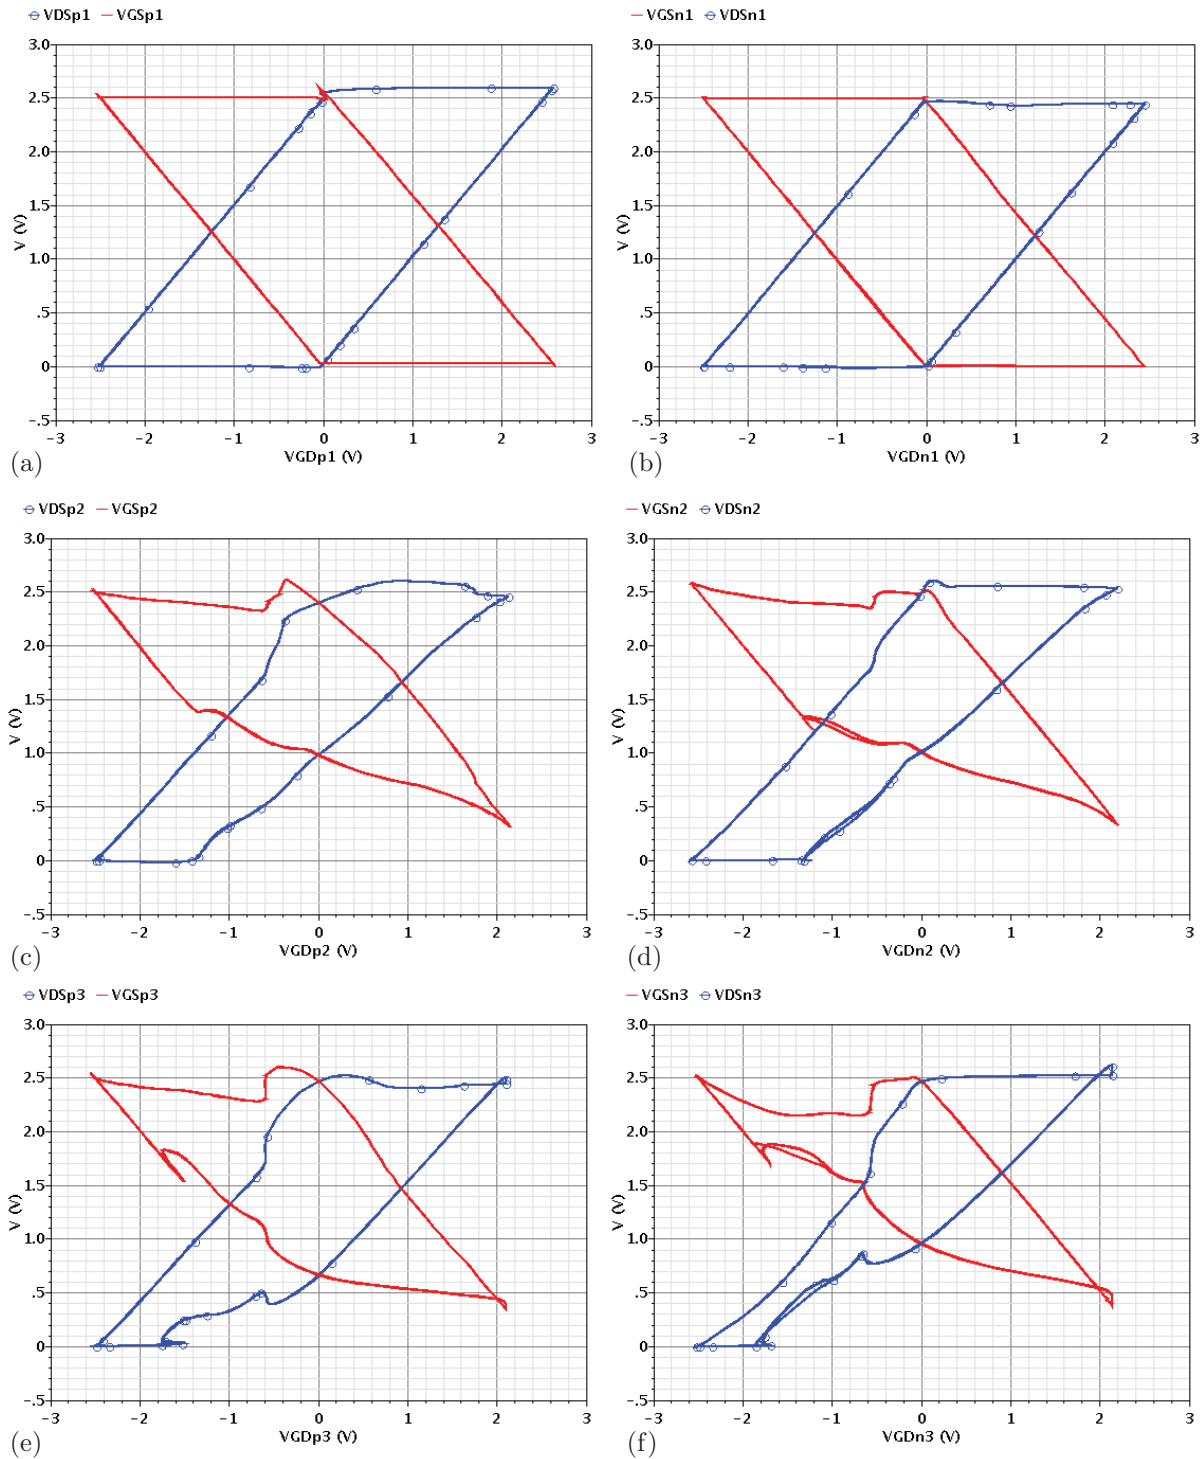 VDSp1 VGSp1
VGSn1 VDSn1
3.0
2.5
2.0
1.5
1.0
.5
0
-.5
V (V)
-3 -2 -1 0 1 2 3
VGDp1 (V)
(a)
3.0
2.5
2.0
1.5
1.0
.5
0
-.5
V (V)
-3 -2 -1 0 1 2 3
VGDn1 (V)
(b)
VDSp2 VGSp2
VGSn2 VDSn2
3.0
2.5
2.0
1.5
1.0
.5
0
-.5
V (V)
-3 -2 -1 0 1 2 3
VGDp2 (V)
(c)
3.0
2.5
2.0
1.5
1.0
.5
0
-.5
V (V)
-3 -2 -1 0 1 2 3
VGDn2 (V)
(d)
VDSp3 VGSp3
VGSn3 VDSn3
3.0
2.5
2.0
1.5
1.0
.5
0
-.5
V (V)
-3 -2 -1 0 1 2 3
VGDp3 (V)
(e)
3.0
2.5
2.0
1.5
1.0
.5
0
-.5
V (V)
-3 -2 -1 0 1 2 3
VGDn3 (V)
(f)